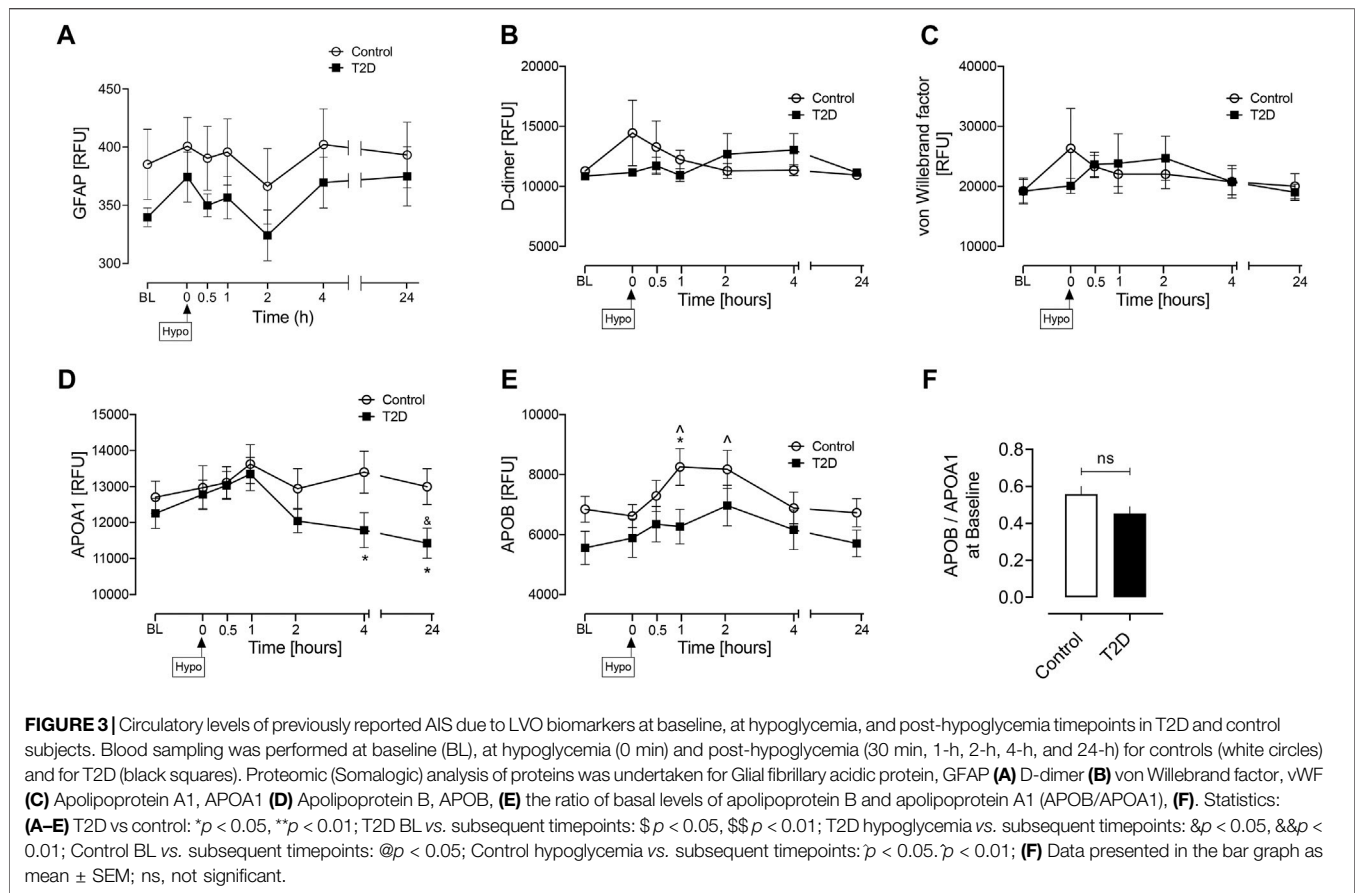 A
Control
T2D
GFAP [RFU]
450
400
350
300
BL
0
0.5
1
2
4
24
Hypo
Time (h)
B
Control
T2D
D-dimer [RFU]
20000
15000
10000
5000
BL
0
0.5
1
2
4
24
Hypo
Time [hours]
C
Control
T2D
von Willebrand factor
[RFU]
40000
30000
20000
10000
BL
0
0.5
1
2
4
24
Hypo
Time [hours]
D
Control
T2D
APOA1 [RFU]
15000
14000
13000
12000
11000
10000
&
*
*
BL
0
0.5
1
2
4
24
Hypo
Time [hours]
E
Control
T2D
APOB [RFU]
10000
8000
6000
4000
^
*
^
BL
0
0.5
1
2
4
24
Hypo
Time [hours]
F
APOB / APOA1
at Baseline
0.8
0.6
0.4
0.2
0.0
ns
Control
T2D
FIGURE 3 | Circulatory levels of previously reported AIS due to LVO biomarkers at baseline, at hypoglycemia, and post-hypoglycemia timepoints in T2D and control
subjects. Blood sampling was performed at baseline (BL), at hypoglycemia (0 min) and post-hypoglycemia (30 min, 1-h, 2-h, 4-h, and 24-h) for controls (white circles)
and for T2D (black squares). Proteomic (Somalogic) analysis of proteins was undertaken for Glial fibrillary acidic protein, GFAP (A) D-dimer (B) von Willebrand factor, vWF
(C) Apolipoprotein A1, APOA1 (D) Apolipoprotein B, APOB, (E) the ratio of basal levels of apolipoprotein B and apolipoprotein A1 (APOB/APOA1), (F). Statistics:
(A–E) T2D vs control: *p < 0.05, **p < 0.01; T2D BL vs. subsequent timepoints: $ p < 0.05, $$ p < 0.01; T2D hypoglycemia vs. subsequent timepoints: &p < 0.05, &&p <
0.01; Control BL vs. subsequent timepoints: @p < 0.05; Control hypoglycemia vs. subsequent timepoints: ^p < 0.05. ^p < 0.01; (F) Data presented in the bar graph as
mean ± SEM; ns, not significant.